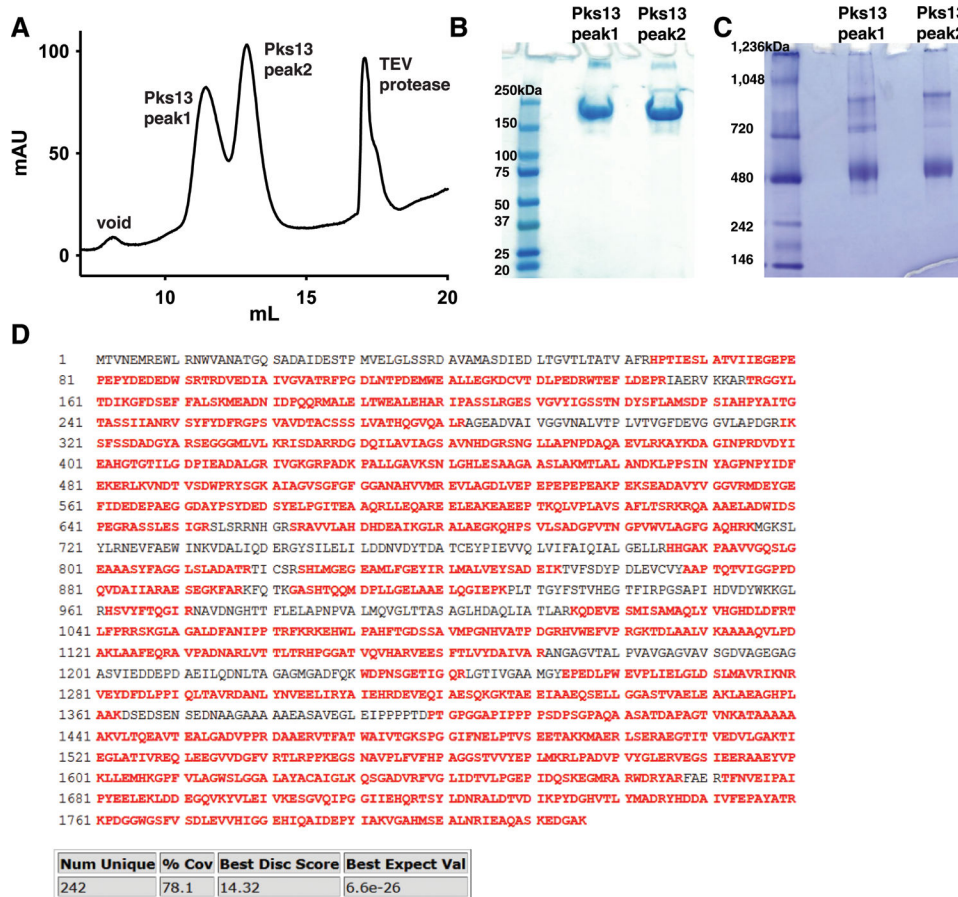 A
100
50
0
mAU
void
Pks13
peak1
Pks13
peak2
TEV
protease
10
15
20
mL
B
Pks13
peak1
Pks13
peak2
250kDa
150
100
75
50
37
25
20
C
Pks13
peak1
Pks13
peak2
1,236kDa
1,048
720
480
242
146
D
1 MTVNEMREWL RNWVANATGQ SADAIDESTP MVELGLSSRD AVAMASDIED LTGVTLTATV AFRHPTIESL ATVIIEGEPE
81 PEPYDEDEDW SRTRDVEDIA IVGVATRFPG DLNTPDEMWE ALLEGKDCVT DLPEDRWTEF LDEPRIAERV KKARTRGGYL
161 TDIKGFDSEF FALSKMEADN IDPQQRMALE LTWEALEHAR IPASSLRGES VGVYIGSSTN DYSFLAMSDP SIAHPYAITG
241 TASSIIANRV SYFYDFRGPS VAVDTACSSS LVATHQGVQA LRAGEADVAI VGGVNALVTP LVTVGFDEVG GVLAPDGRIK
321 SFSSDADGYA RSEGGGMLVL KRISDARRDG DQILAVIAGS AVNHDGRSNG LLAPNPDAQA EVLRKAYKDA GINPRDVDYI
401 EAHGTGTILG DPIEADALGR IVGKGRPADK PALLGAVKSN LGHLESAAGA ASLAKMTLAL ANDKLPPSIN YAGPNPYIDF
481 EKERLKVNDT VSDWPRYSGK AIAGVSGFGF GGANAHVVMR EVLAGDLVEP EPEPEPEAKP EKSEADAVYV GGVRMDEYGE
561 FIDEDEPAEG GDAYPSYDED SYELPGITEA AQRLLEQARE ELEAKEAEEP TKQLVPLAVS AFLTSRKRQA AAELADWIDS
641 PEGRASSLES IGRSLSRRNH GRSRAVVLAH DHDEAIKGLR ALAEGKQHPS VLSADGPVTN GPVWVLAGFG AQHRKMGKSL
721 YLRNEVFAEW INKVDALIQD ERGYSILELI LDDNVDYTDA TCEYPIEVVQ LVIFAIQIAL GELLRHHGAK PAAVVGQSLG
801 EAAASYFAGG LSLADATRTI CSRSHLMGEG EAMLFGEYIR LMALVEYSAD EIKTVFSDYP DLEVCVYAAP TQTVIGGPPD
881 QVDAIIARAE SEGKFARKFQ TKGASHTQQM DPLLGELAAE LQGIEPKPLT TGYFSTVHEG TFIRPGSAPI HDVDYWKKGL
961 RHSVYFTQGI RNAVDNGHTT FLELAPNPVA LMQVGLTTAS AGLHDAQLIA TLARKQDEVE SMISAMAQLY VHGHDLDFRT
1041 LFPRRSKGLA GALDFANIPP TRFKRKEHWL PAHFTGDSSA VMPGNHVATP DGRHVWEFVP RGKTDLAALV KAAAAQVLPD
1121 AKLAAFEQRA VPADNARLVT TLTRHPGGAT VQVHARVEES FTLVYDAIVA RANGAGVTAL PVAVGAGVAV SGDVAGEGAG
1201 ASVIEDDEPD AEILQDNLTA GAGMGADFQK WDPNSGETIG QRLGTIVGAA MGYEPEDLPW EVPLIELGLD SLMAVRIKNR
1281 VEYDFDLPPI QLTAVRDANL YNVEELIRYA IEHRDEVEQI AESQKGKTAE EIAAEQSELL GGASTVAELE AKLAEAGHPL
1361 AAKDSEDSEN SEDNAAGAAA AAEASAVEGL EIPPPPTDPT GPGGAPIPPP PSDPSGPAQA ASATDAPAGT VNKATAAAAA
1441 AKVLTQEAVT EALGADVPPR DAAERVTFAT WAIVTGKSPG GIFNELPTVS EETAKKMAER LSERAEGTIT VEDVLGAKTI
1521 EGLATIVREQ LEEGVVDGFV RTLRPPKEGS NAVPLFVFHP AGGSTVVYEP LMKRLPADVP VYGLERVEGS IEERAAEYVP
1601 KLLEMHKGPF VLAGWSLGGA LAYACAIGLK QSGADVRFVG LIDTVLPGEP IDQSKEGMRA RWDRYARFAE RTFNVEIPAI
1681 PYEELEKLDD EGQVKYVLEI VKESGVQIPG GIIEHQRTSY LDNRALDTVD IKPYDGHVTL YMADRYHDDA IVFEPAYATR
1761 KPDGGWGSFV SDLEVVHIGG EHIQAIDEPY IAKVGAHMSE ALNRIEAQAS KEDGAK
Num Unique % Cov Best Disc Score Best Expect Val
242 78.1 14.32 6.6e-26